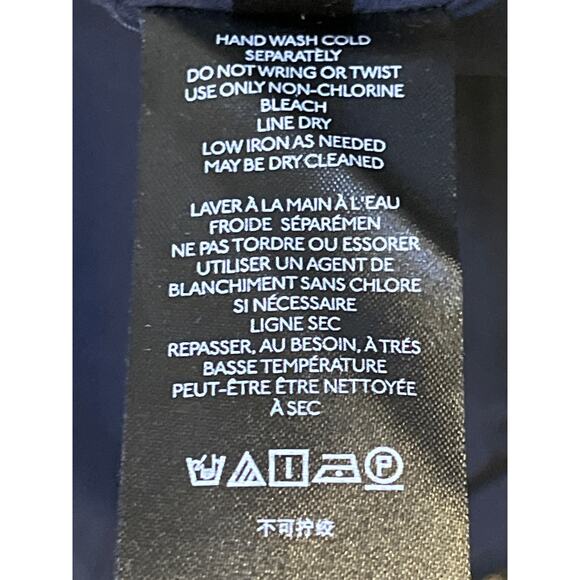 HAND WASH COLD
SEPARATELY
DO NOT WRING OR TWIST
USE ONLY NON-CHLORINE
BLEACH
LINE DRY
LOW IRON AS NEEDED
MAY BE DRY CLEANED
LAVER À LA MAIN À L'EAU
FROIDE SÉPARÉMEN
NE PAS TORDRE OU ESSORER
UTILISER UN AGENT DE
BLANCHIMENT SANS CHLORE
SI NÉCESSAIRE
LIGNE SEC
REPASSER, AU BESOIN, À TRÉS
BASSE TEMPÉRATURE
PEUT-ÊTRE ÊTRE NETTOYÉE
À SEC
P
不可拧绞